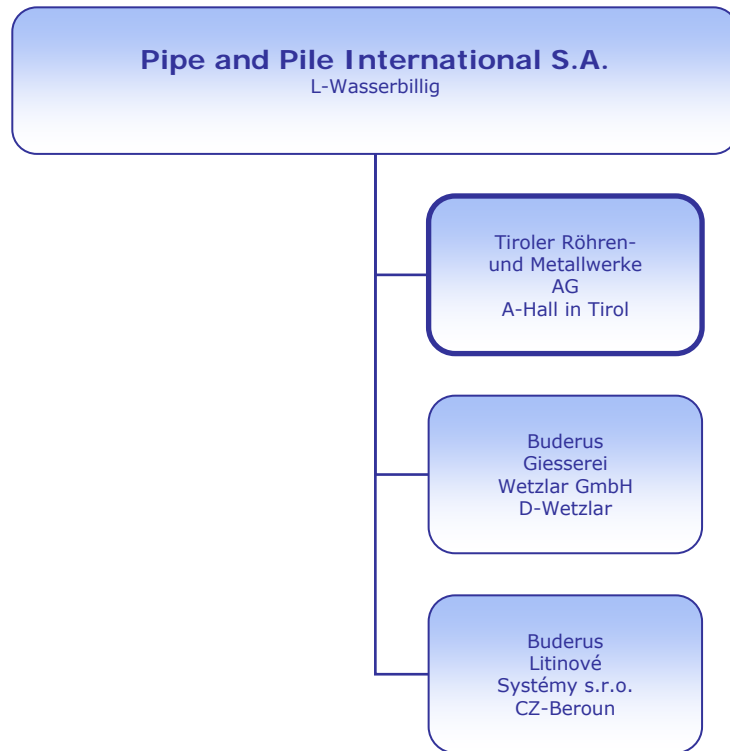 Pipe and Pile International S.A.
L-Wasserbillig
Tiroler Röhren-
und Metallwerke
AG
A-Hall in Tirol
Buderus
Giesserei
Wetzlar GmbH
D-Wetzlar
Buderus
Litinové
Systémy s.r.o.
CZ-Beroun